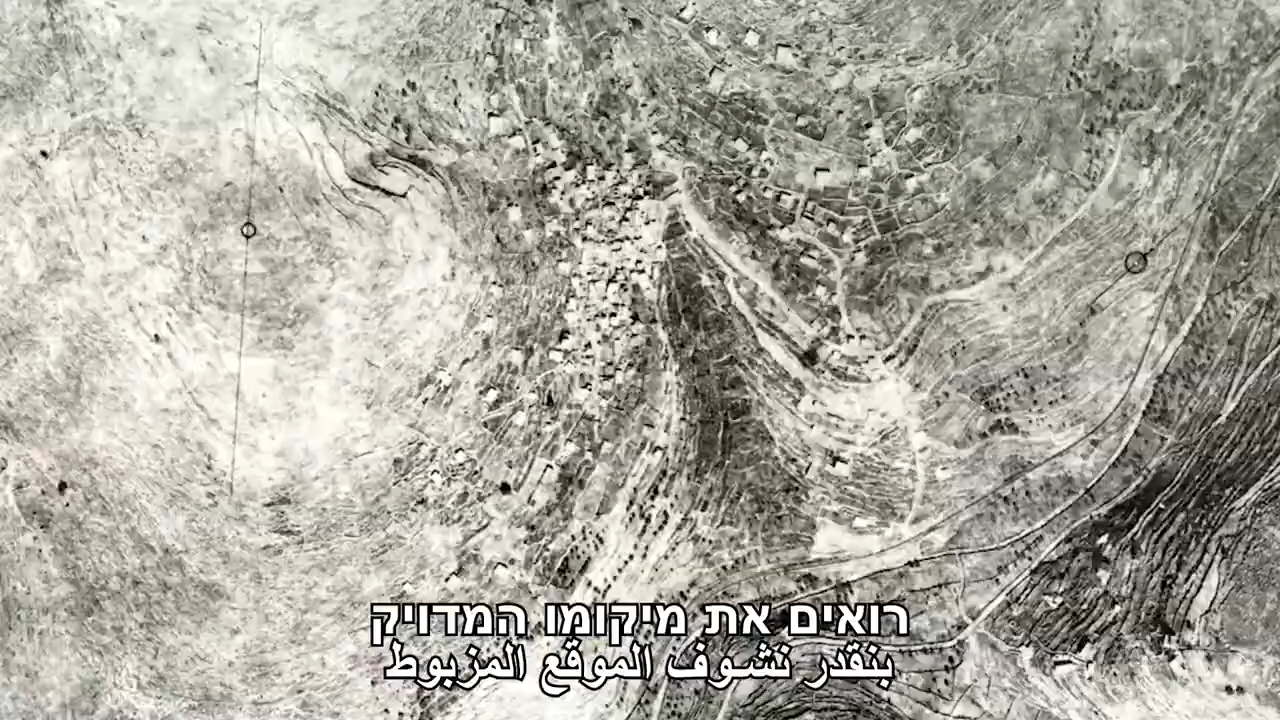 רואים את מיקומו המדויק
بنقدر نشوف الموقع المزبوط